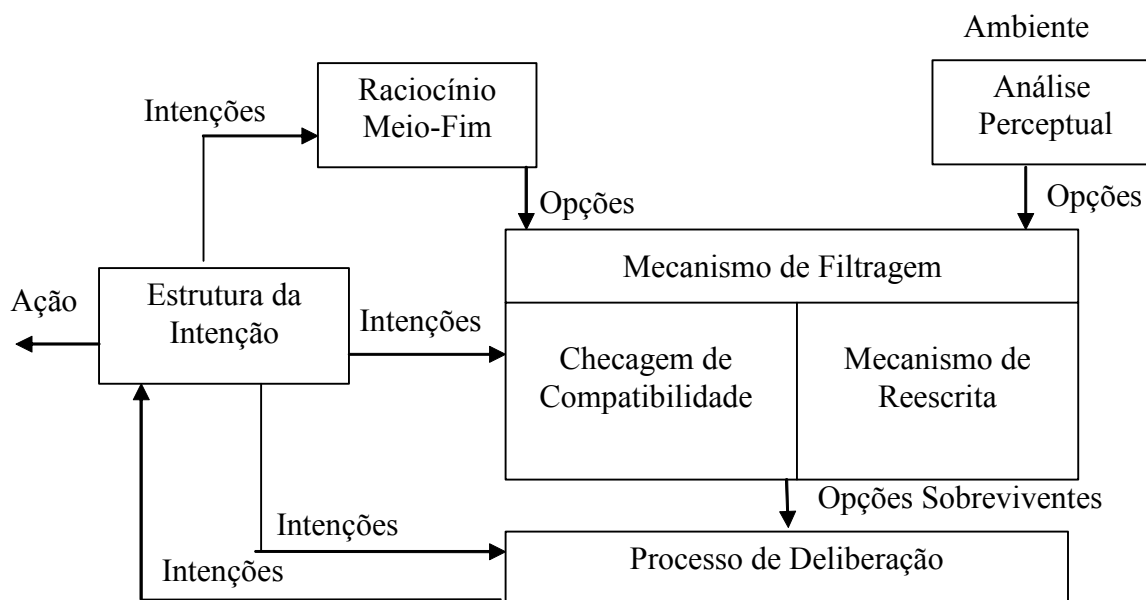 Ambiente
Raciocínio
Meio-Fim
Análise
Perceptual
Intenções
Opções
Opções
Mecanismo de Filtragem
Estrutura da
Intenção
Ação
Intenções
Checagem de
Compatibilidade
Mecanismo de
Reescrita
Opções Sobreviventes
Intenções
Processo de Deliberação
Intenções